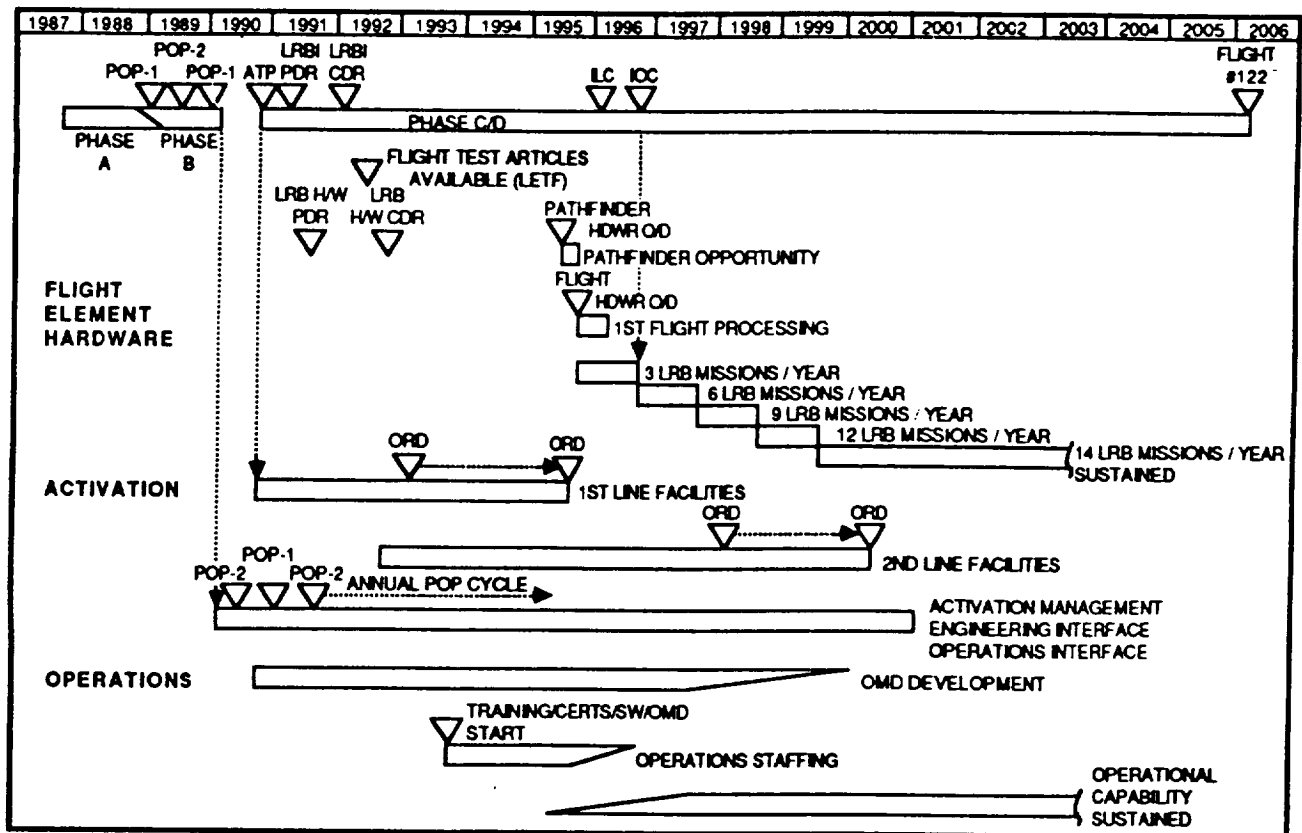 1987 1988 1989 1990 1991 1992 1993 1994 1995 1996 1997 1998 1999 2000 2001 2002 2003 2004 2005 2006
POP-2
POP-1 POP-1
ATP
LRBI PDR
LRBI CDR
ILC IOC
FLIGHT
#122
PHASE C/D
PHASE A
PHASE B
FLIGHT TEST ARTICLES
AVAILABLE (LETF)
LRB H/W
PDR
LRB
H/W CDR
PATHFINDER
HDWR O/D
PATHFINDER OPPORTUNITY
FLIGHT
HDWR O/D
1ST FLIGHT PROCESSING
FLIGHT
ELEMENT
HARDWARE
3 LRB MISSIONS / YEAR
6 LRB MISSIONS / YEAR
9 LRB MISSIONS / YEAR
12 LRB MISSIONS / YEAR
14 LRB MISSIONS / YEAR
SUSTAINED
ACTIVATION
ORD ORD
1ST LINE FACILITIES
ORD ORD
2ND LINE FACILITIES
POP-1
POP-2 POP-2
ANNUAL POP CYCLE
ACTIVATION MANAGEMENT
ENGINEERING INTERFACE
OPERATIONS INTERFACE
OPERATIONS
OMD DEVELOPMENT
TRAINING/CERTS/SW/OMD
START
OPERATIONS STAFFING
OPERATIONAL
CAPABILITY
SUSTAINED